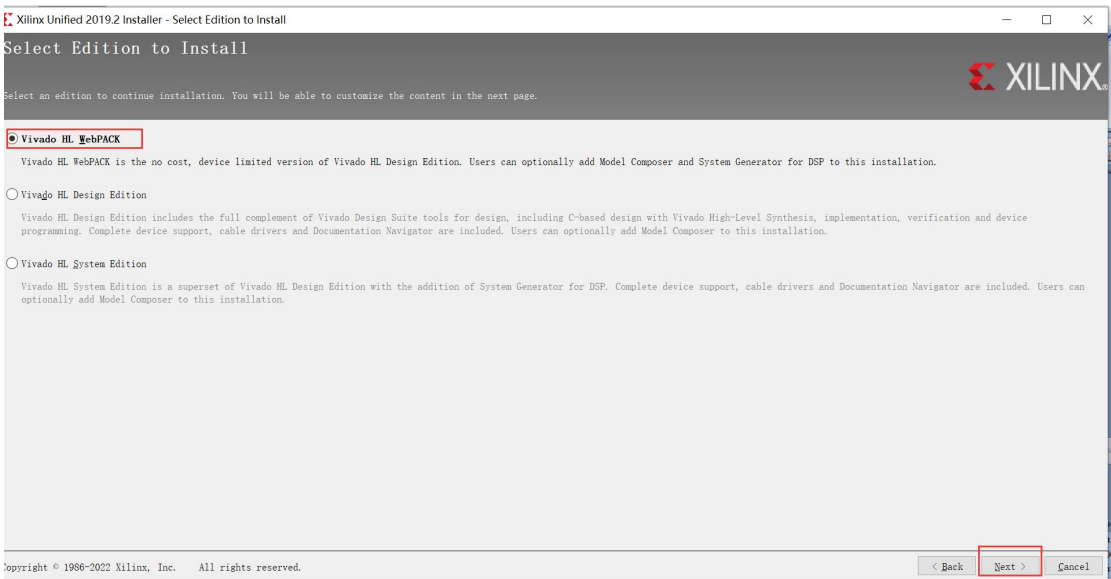 Xilinx Unified 2019.2 Installer - Select Edition to Install
Select Edition to Install
XILINX
Select an edition to continue installation. You will be able to customize the content in the next page.
Vivado HL WebPACK
Vivado HL WebPACK is the no cost, device limited version of Vivado HL Design Edition. Users can optionally add Model Composer and System Generator for DSP to this installation.
Vivado HL Design Edition
Vivado HL Design Edition includes the full complement of Vivado Design Suite tools for design, including C-based design with Vivado High-Level Synthesis, implementation, verification and device
programming. Complete device support, cable drivers and Documentation Navigator are included. Users can optionally add Model Composer to this installation.
Vivado HL System Edition
Vivado HL System Edition is a superset of Vivado HL Design Edition with the addition of System Generator for DSP. Complete device support, cable drivers and Documentation Navigator are included. Users can
optionally add Model Composer to this installation.
Copyright © 1986-2022 Xilinx, Inc. All rights reserved.
< Back Next > Cancel